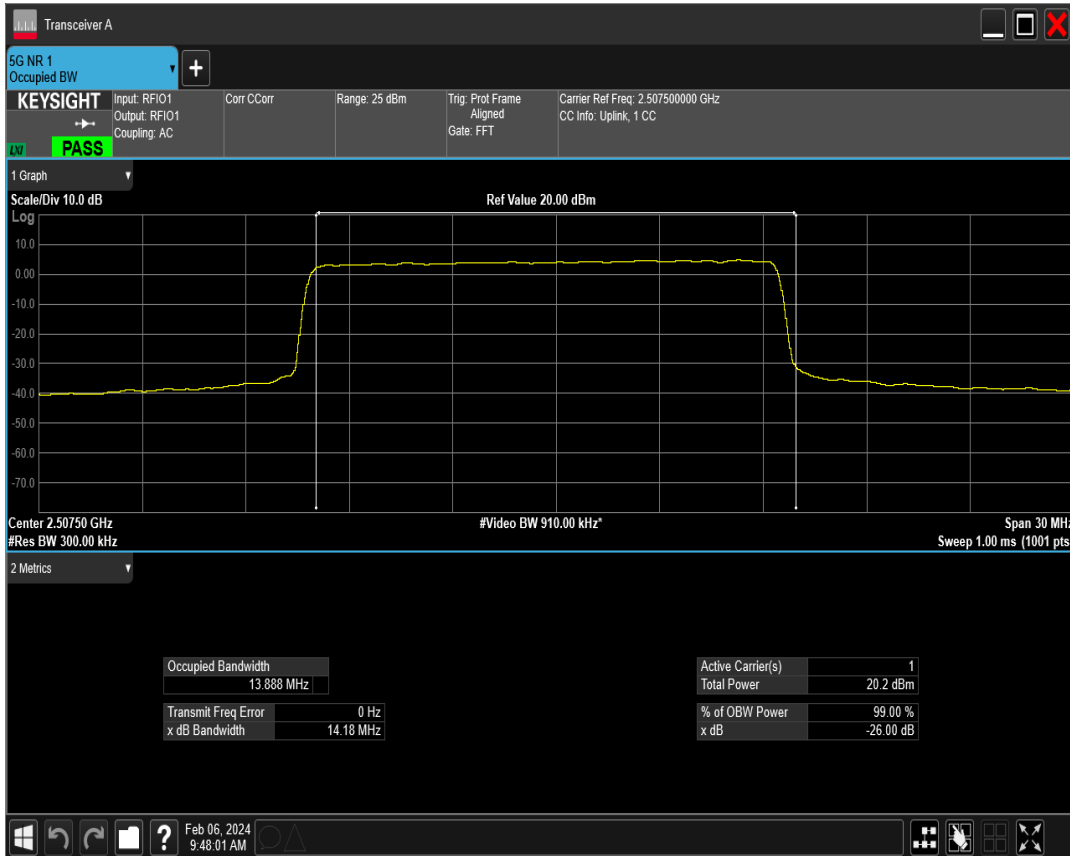 Transceiver A
5G NR 1
Occupied BW
KEYSIGHT
LXI
PASS
Input: RFIO1
Output: RFIO1
Coupling: AC
Corr CCorr
Range: 25 dBm
Trig: Prot Frame
Aligned
Gate: FFT
Carrier Ref Freq: 2.507500000 GHz
CC Info: Uplink, 1 CC
1 Graph
Scale/Div 10.0 dB
Ref Value 20.00 dBm
Log
10.0
0.00
-10.0
-20.0
-30.0
-40.0
-50.0
-60.0
-70.0
Center 2.50750 GHz
#Video BW 910.00 kHz*
Span 30 MHz
#Res BW 300.00 kHz
Sweep 1.00 ms (1001 pts
2 Metrics
Occupied Bandwidth
13.888 MHz
Transmit Freq Error 0 Hz
x dB Bandwidth 14.18 MHz
Active Carrier(s) 1
Total Power 20.2 dBm
% of OBW Power 99.00 %
x dB -26.00 dB
?
Feb 06, 2024
9:48:01 AM